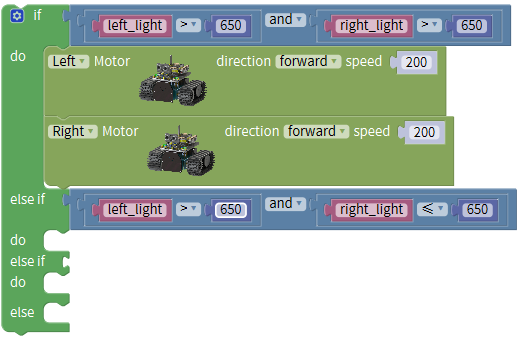 if left_light > 650 and right_light > 650
do Left Motor direction forward speed 200
Right Motor direction forward speed 200
else if left_light > 650 and right_light ≤ 650
do
else if
do
else